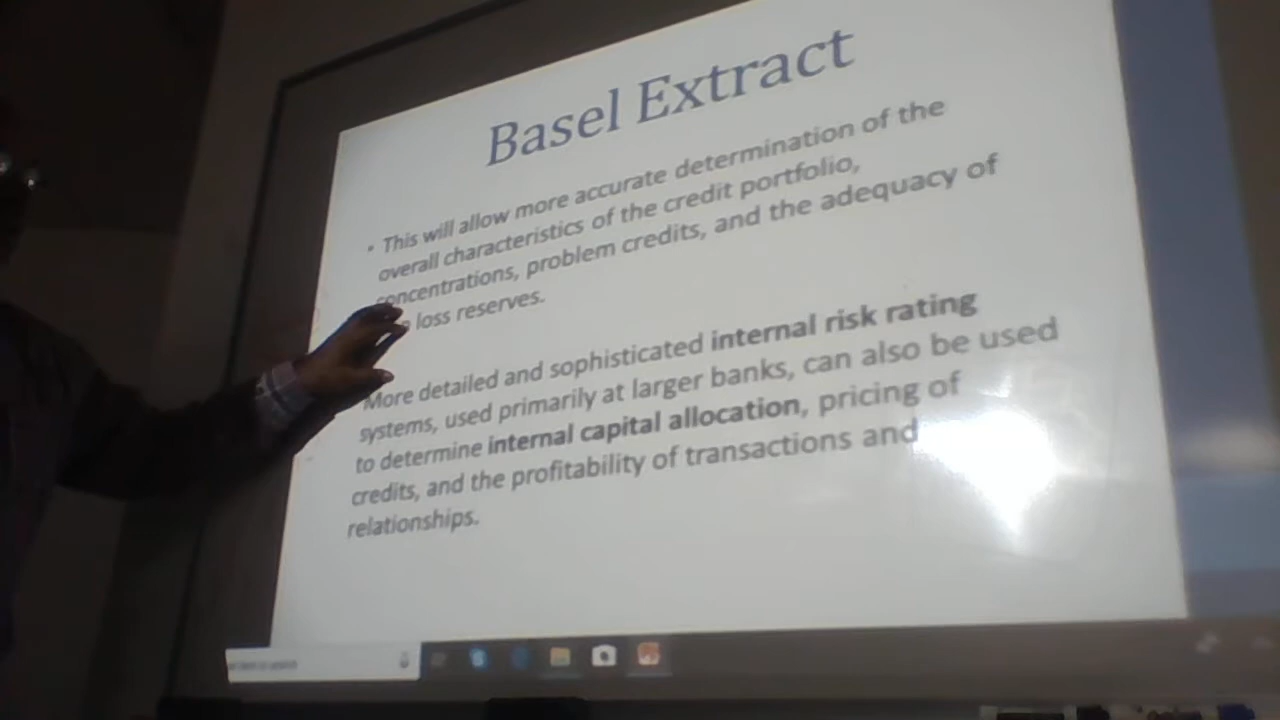 Basel Extract
• This will allow more accurate determination of the
overall characteristics of the credit portfolio,
concentrations, problem credits, and the adequacy of
loss reserves.
More detailed and sophisticated internal risk rating
systems, used primarily at larger banks, can also be used
to determine internal capital allocation, pricing of
credits, and the profitability of transactions and
relationships.